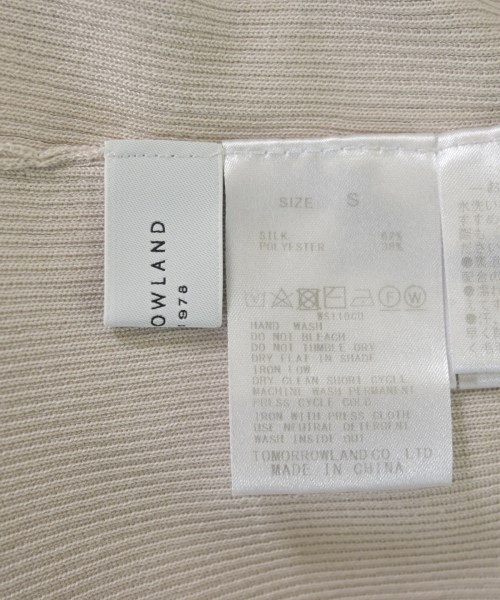 OWLAND
1978
SIZE S
SILK 62%
POLYESTER 38%
HAND WASH
DO NOT BLEACH
DO NOT TUMBLE DRY
DRY FLAT IN SHADE
IRON LOW
DRY CLEAN SHORT CYCLE
MACHINE WASH PERMANENT
PRESS CYCLE COLD
IRON WITH PRESS CLOTH
USE NEUTRAL DETERGENT
WASH INSIDE OUT
TOMORROWLAND CO. LTD
MADE IN CHINA